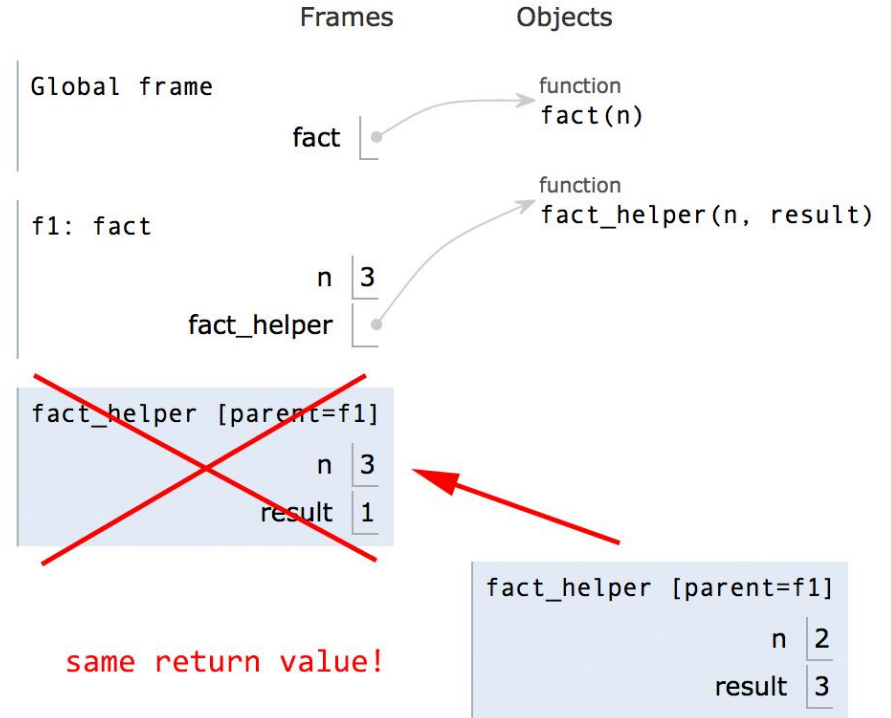 Frames Objects
Global frame
function
fact(n)
fact
function
fact_helper(n, result)
f1: fact
n 3
fact_helper
fact_helper [parent=f1]
n 3
result 1
fact_helper [parent=f1]
n 2
result 3
same return value!